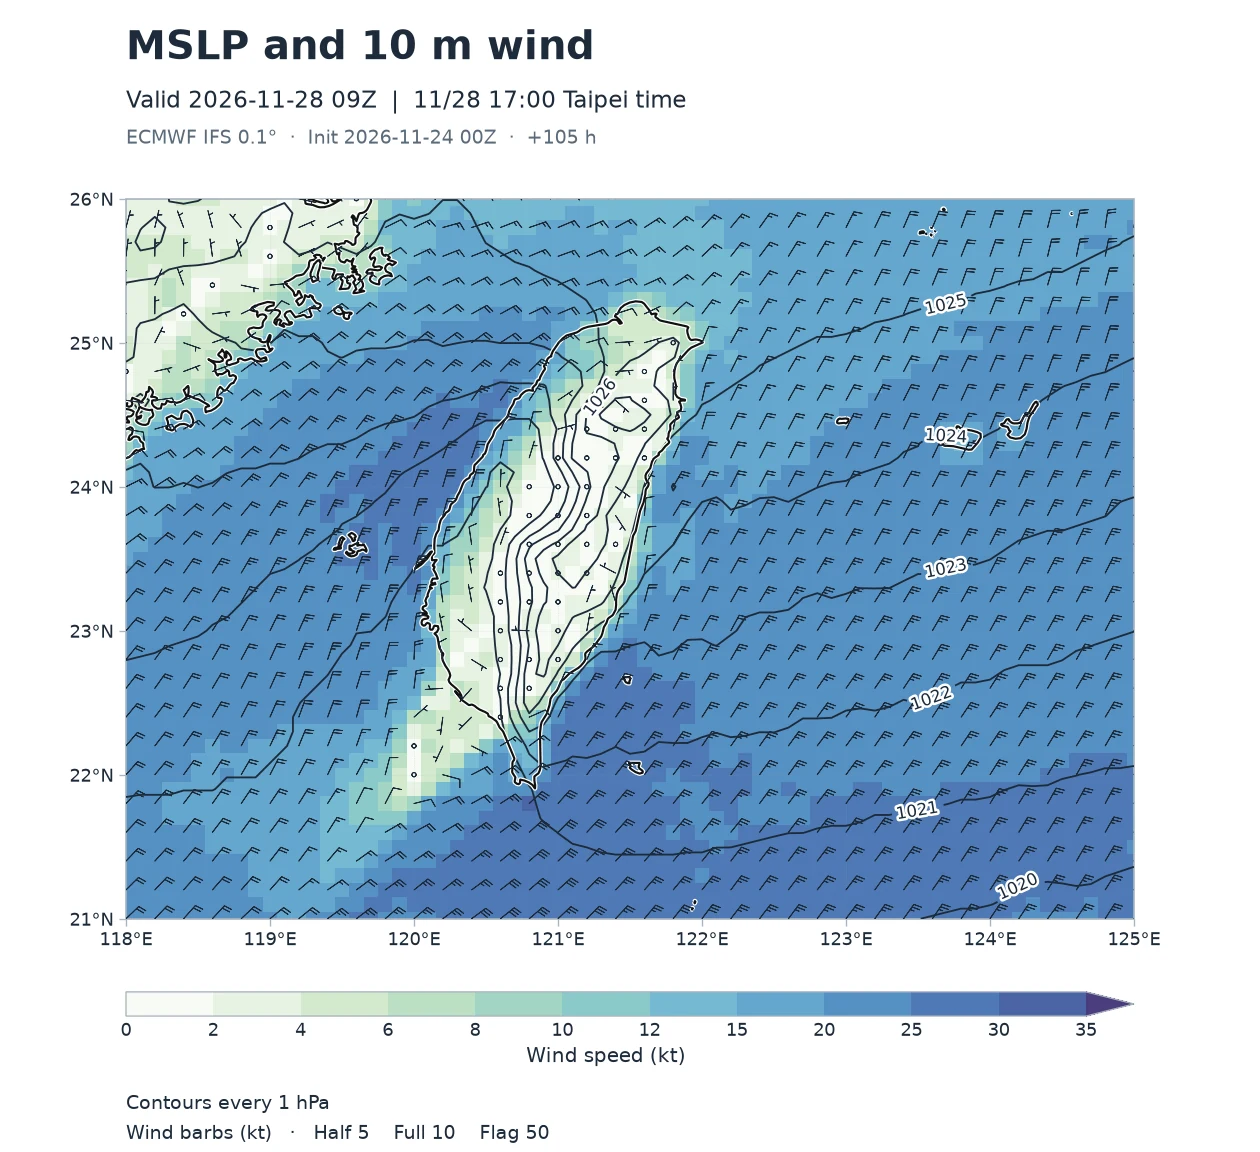 MSLP and 10 m wind
Valid 2026-11-28 09Z | 11/28 17:00 Taipei time
ECMWF IFS 0.1° · Init 2026-11-24 00Z · +105 h
26°N
25°N
24°N
23°N
22°N
21°N
1025
1026
1024
1023
1022
1021
1020
118°E 119°E 120°E 121°E 122°E 123°E 124°E 125°E
0 2 4 6 8 10 12 15 20 25 30 35
Wind speed (kt)
Contours every 1 hPa
Wind barbs (kt) · Half 5 Full 10 Flag 50